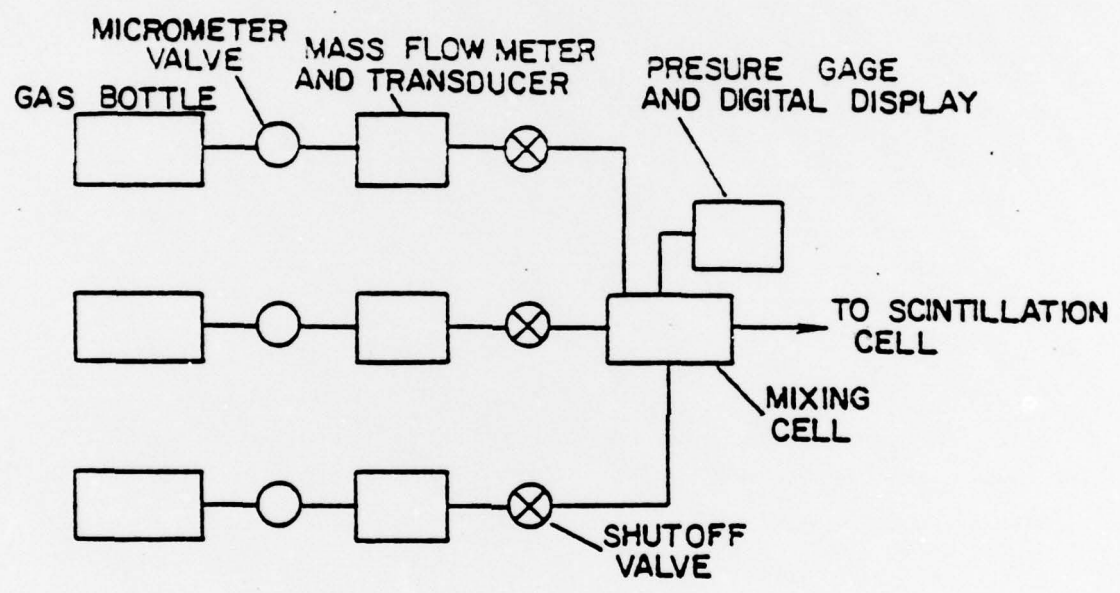 MICROMETER
VALVE
MASS FLOW METER
AND TRANSDUCER
PRESURE GAGE
AND DIGITAL DISPLAY
GAS BOTTLE
TO SCINTILLATION
CELL
MIXING
CELL
SHUTOFF
VALVE